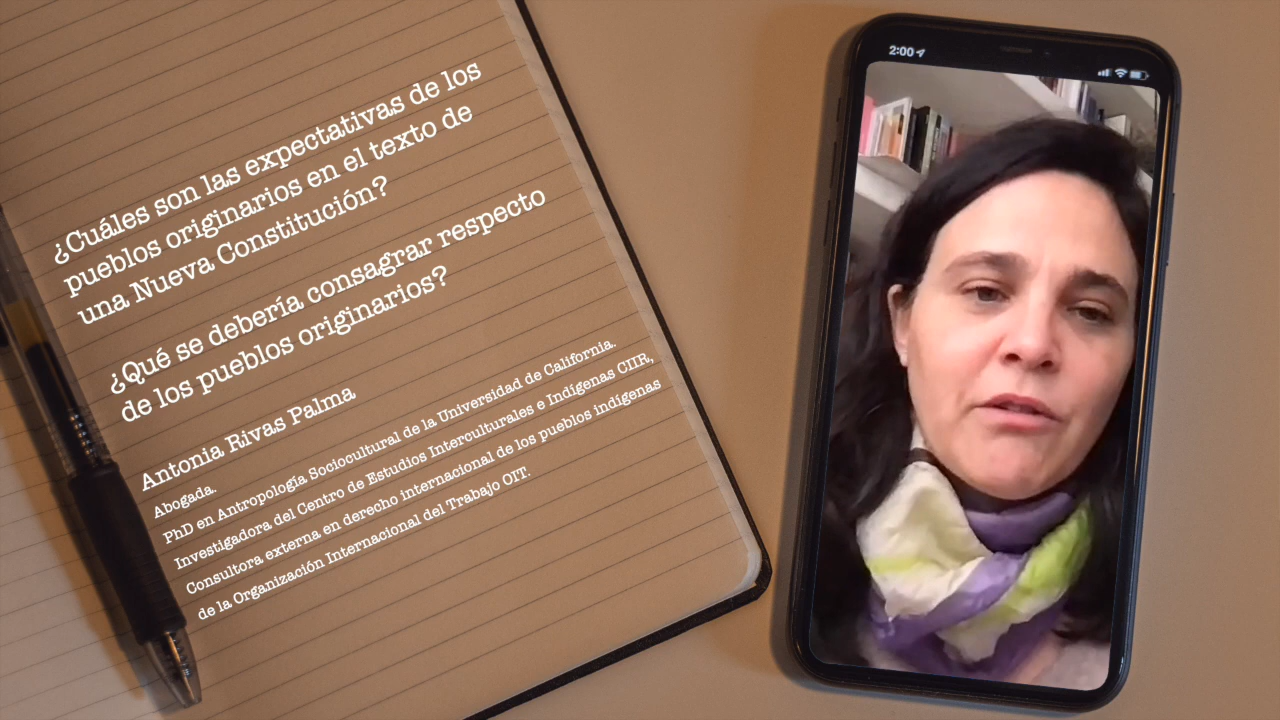 ¿Cuáles son las expectativas de los
pueblos originarios en el texto de
una Nueva Constitución?
¿Qué se debería consagrar respecto
de los pueblos originarios?
Antonia Rivas Palma
Abogada.
PhD en Antropología Sociocultural de la Universidad de California.
Investigadora del Centro de Estudios Interculturales e Indígenas CIIR,
Consultora externa en derecho internacional de los pueblos indígenas
de la Organización Internacional del Trabajo OIT.
2:00